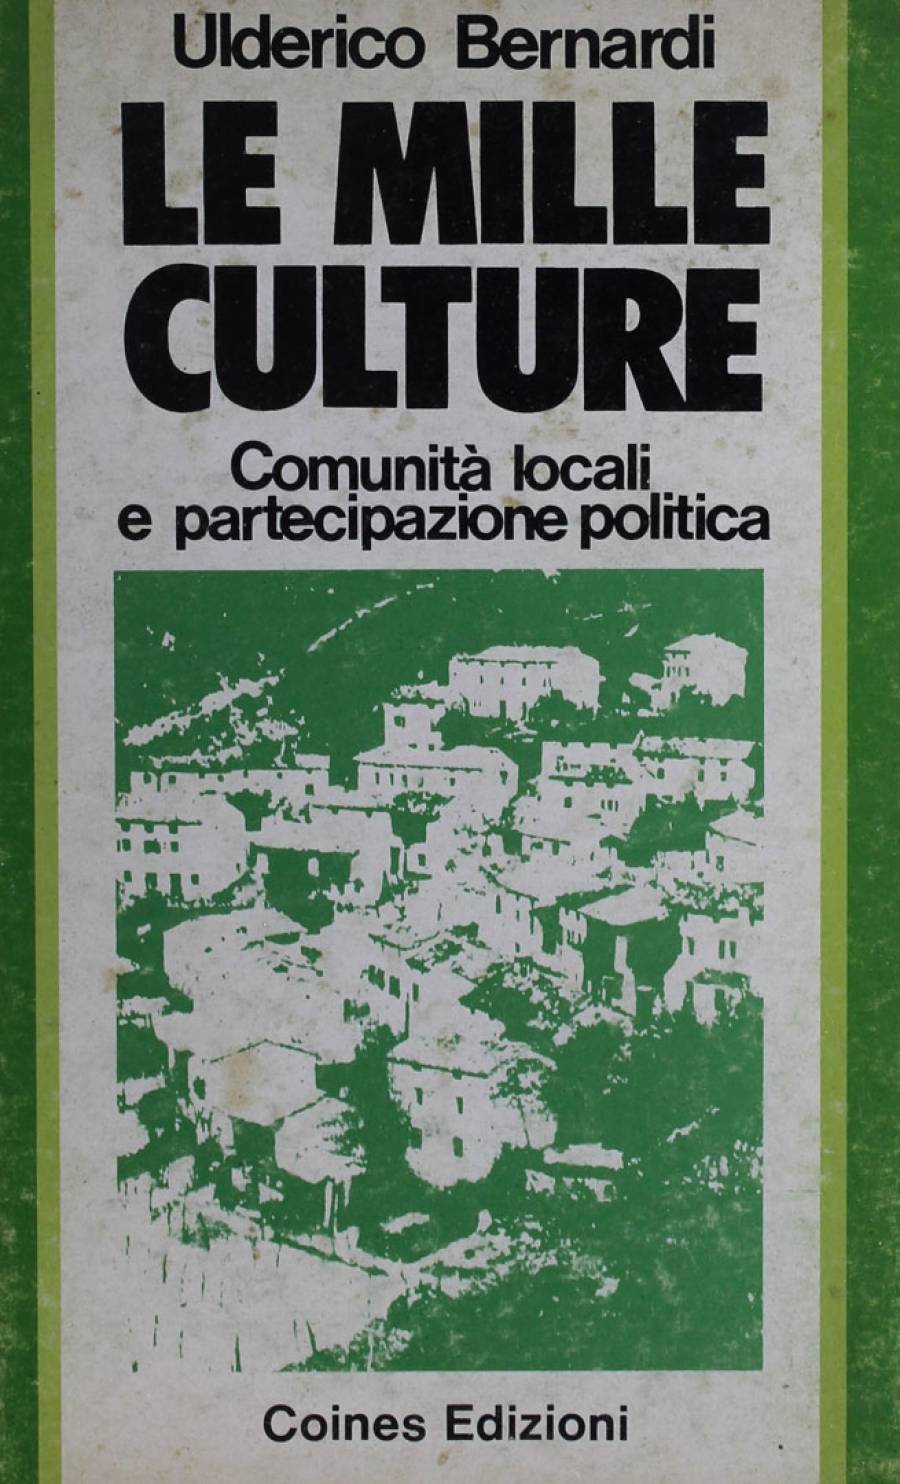 Ulderico Bernardi
LE MILLE
CULTURE
Comunità locali
e partecipazione politica
Coines Edizioni